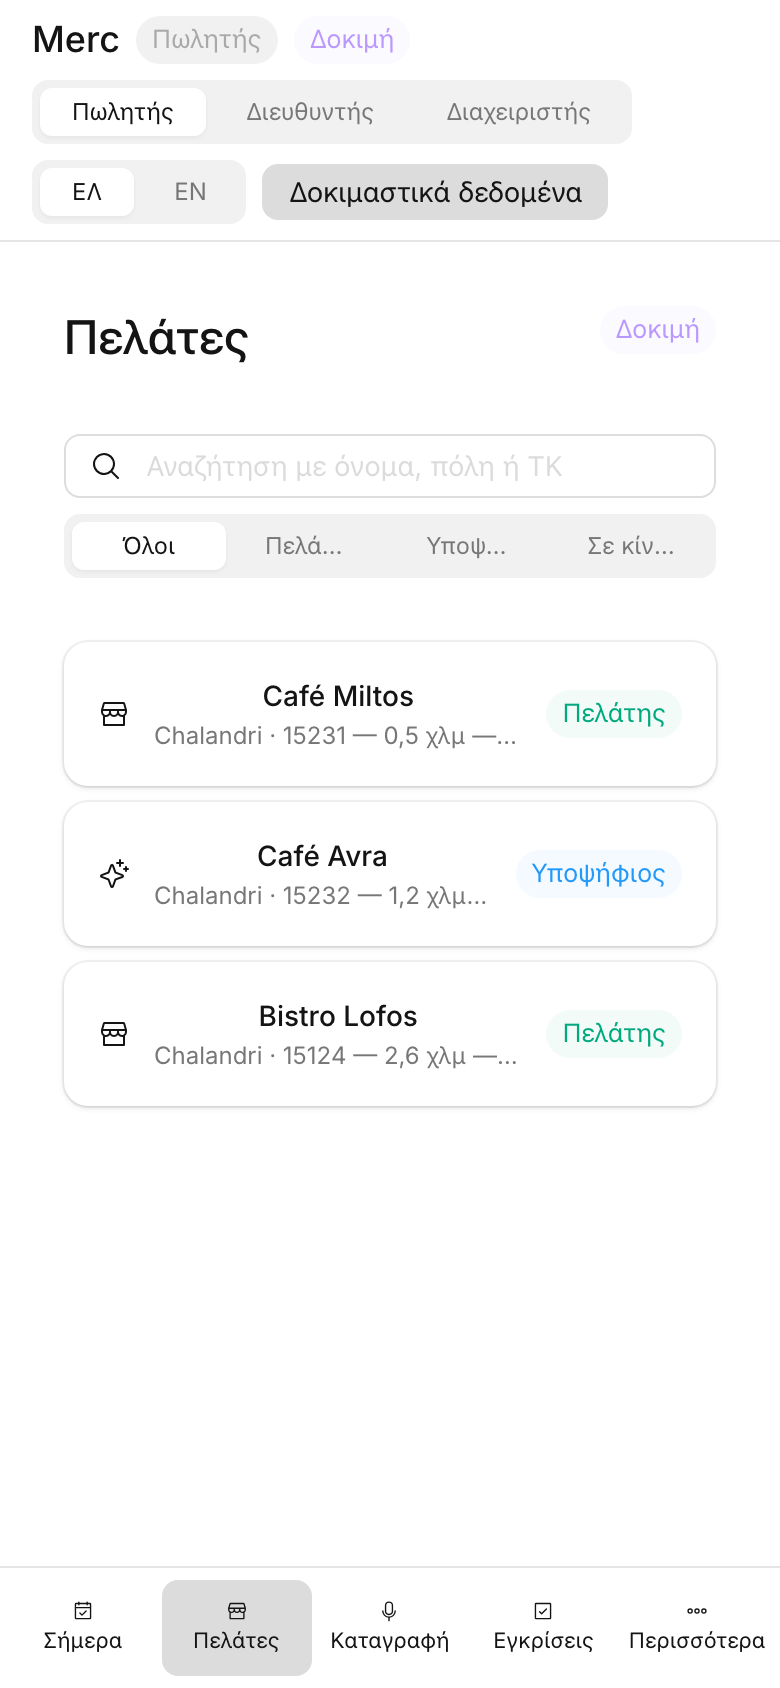 Merc Πωλητής Δοκιμή
Πωλητής Διευθυντής Διαχειριστής
ΕΛ EN Δοκιμαστικά δεδομένα
Πελάτες Δοκιμή
Αναζήτηση με όνομα, πόλη ή ΤΚ
Όλοι Πελά... Υποψ... Σε κίν...
Café Miltos
Chalandri · 15231 — 0,5 χλμ —...
Πελάτης
Café Avra
Chalandri · 15232 — 1,2 χλμ...
Υποψήφιος
Bistro Lofos
Chalandri · 15124 — 2,6 χλμ —...
Πελάτης
Σήμερα Πελάτες Καταγραφή Εγκρίσεις Περισσότερα